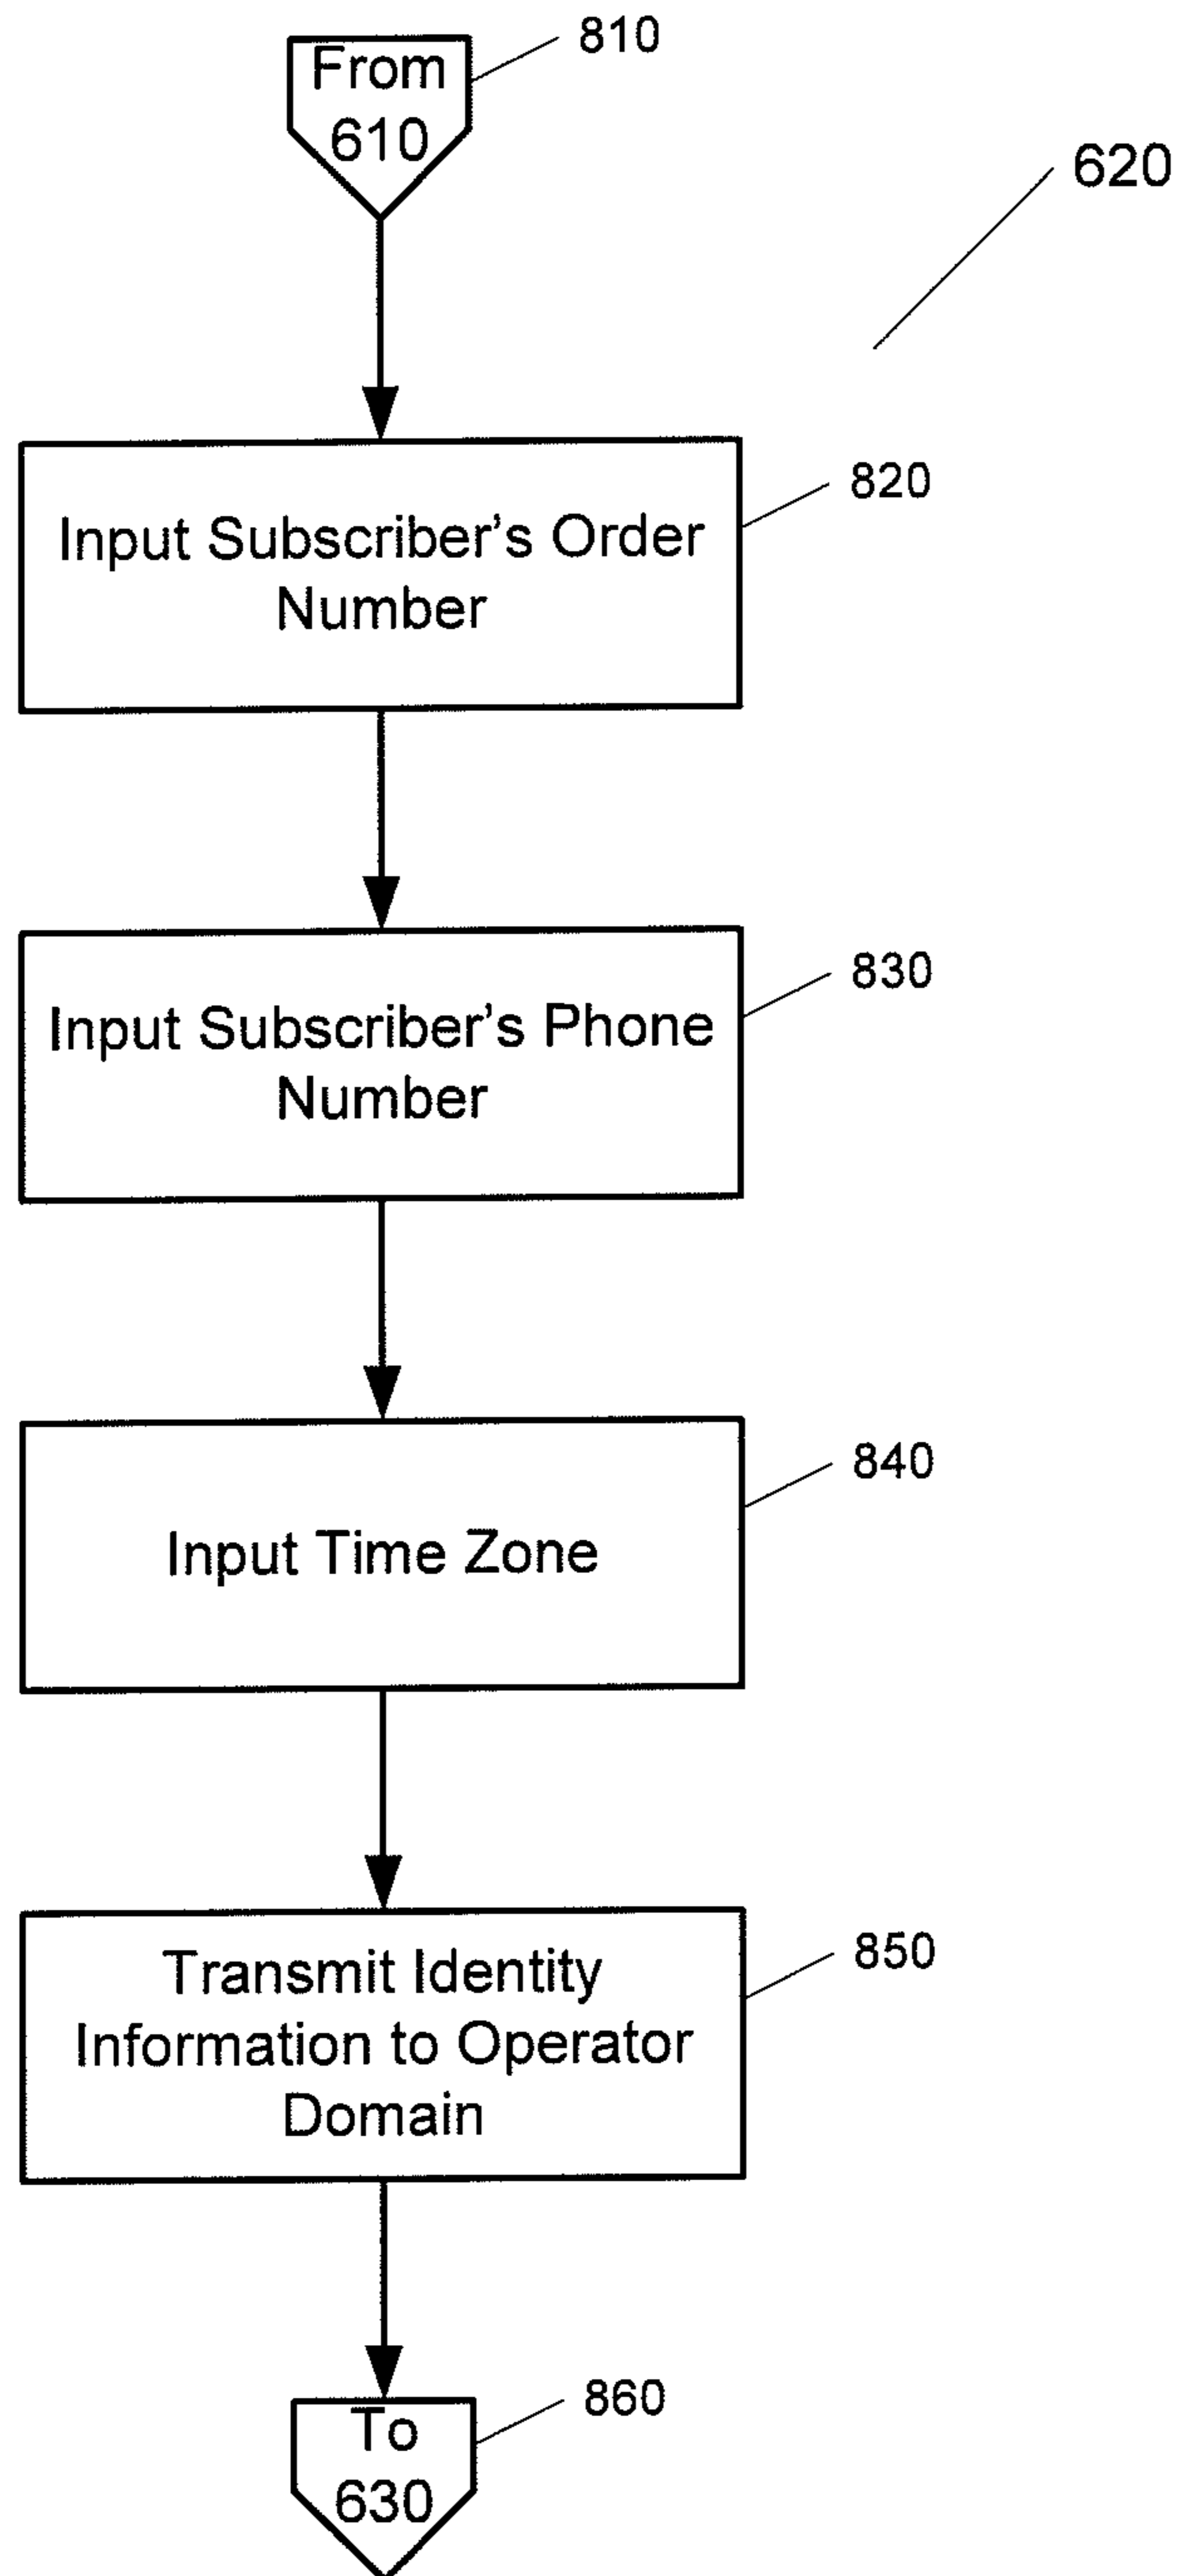 From
610
810
620
Input Subscriber's Order
Number
820
Input Subscriber's Phone
Number
830
Input Time Zone
840
Transmit Identity
Information to Operator
Domain
850
To
630
860